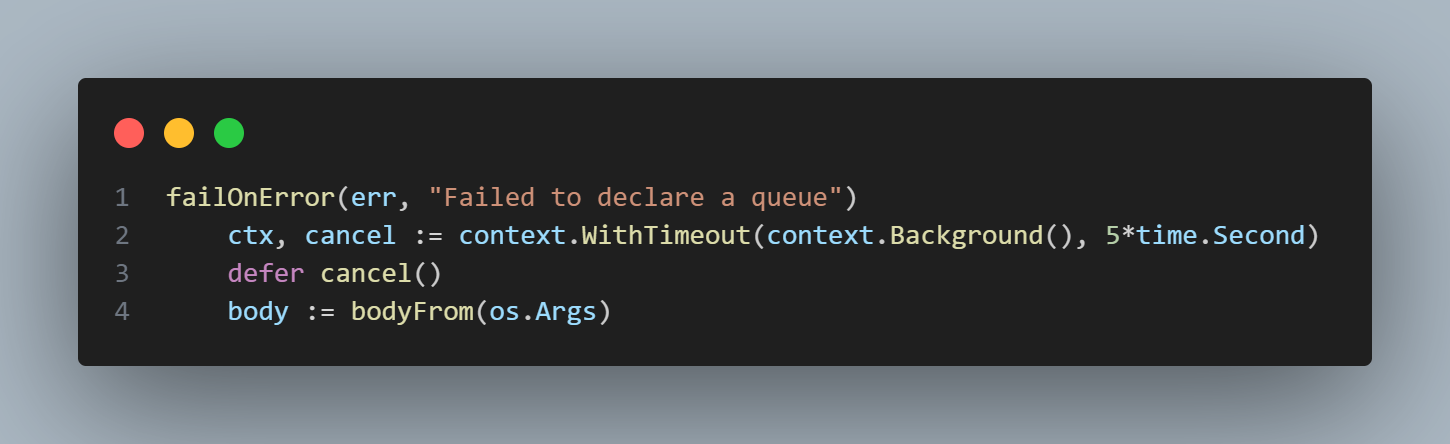 1 failOnError(err, "Failed to declare a queue")
2     ctx, cancel := context.WithTimeout(context.Background(), 5*time.Second)
3     defer cancel()
4     body := bodyFrom(os.Args)